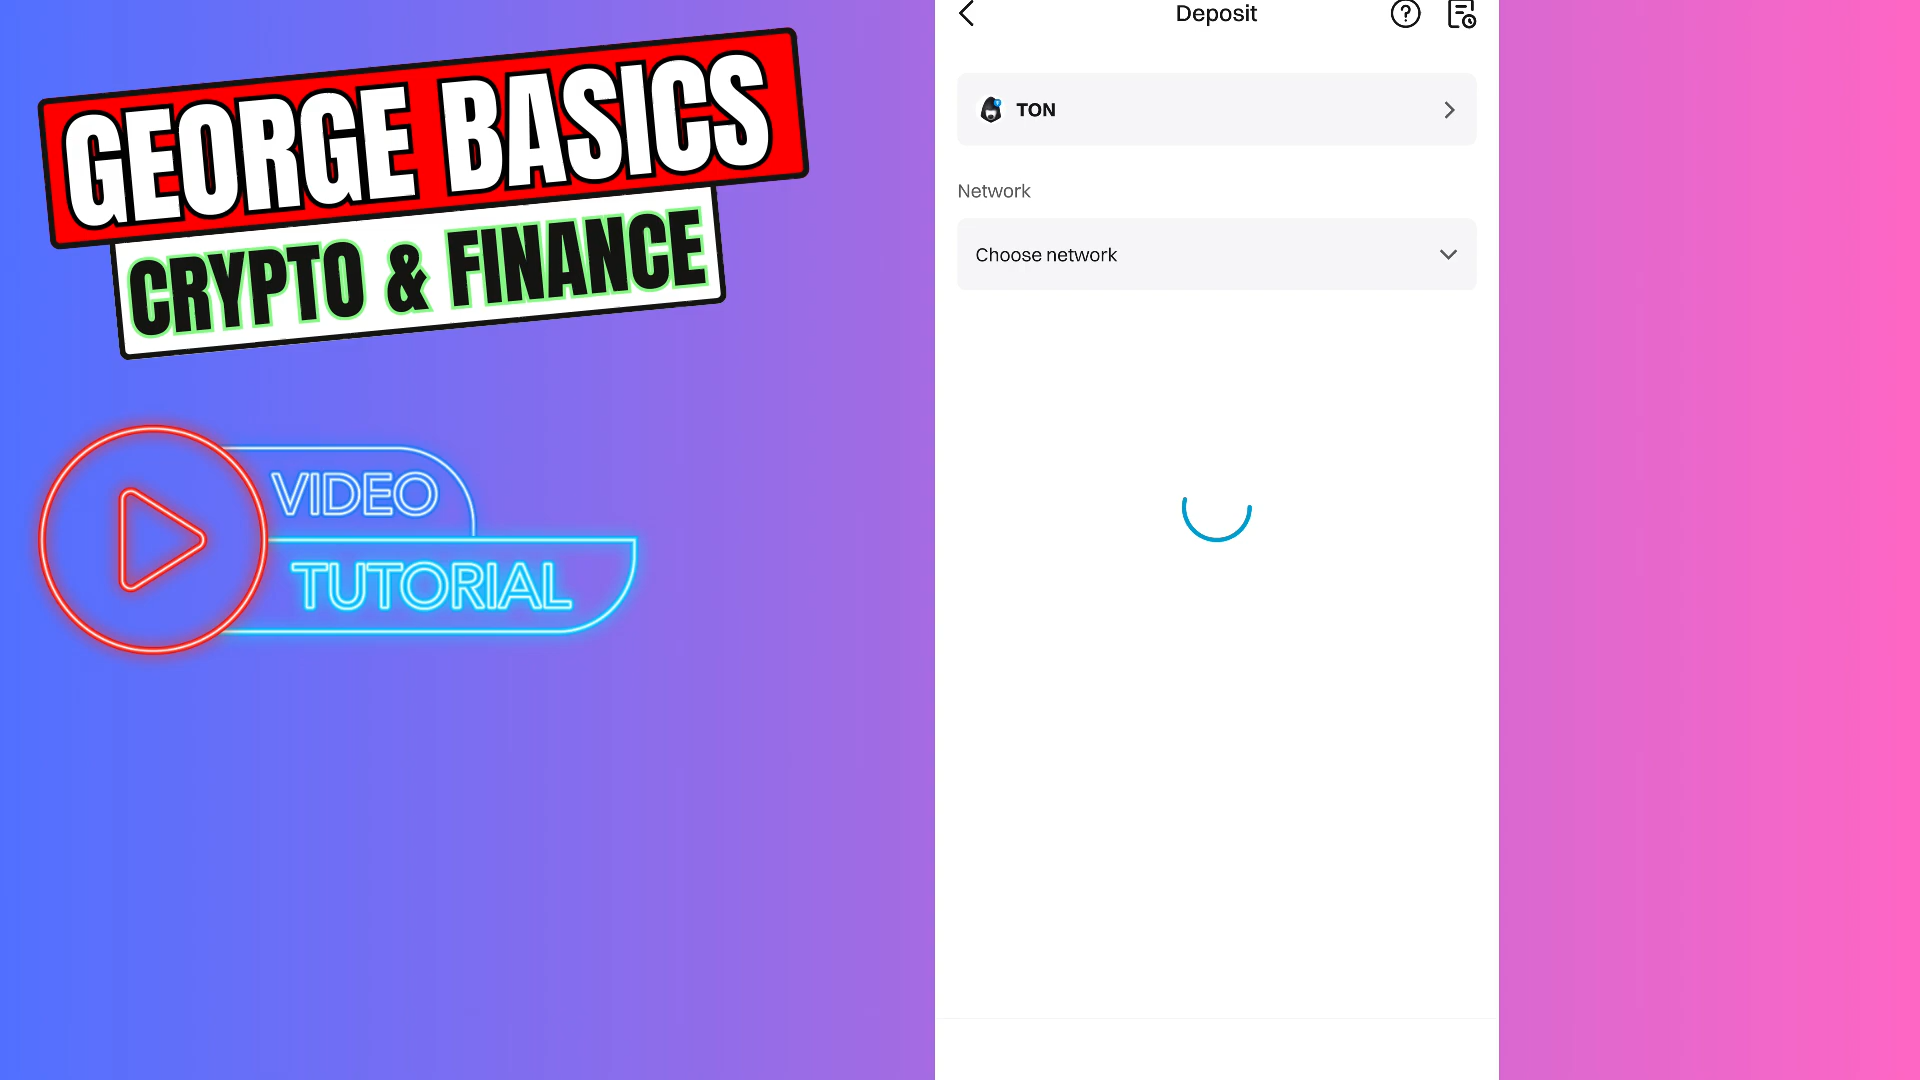 GEORGE BASICS
CRYPTO & FINANCE
VIDEO
TUTORIAL
Deposit
TON
Network
Choose network